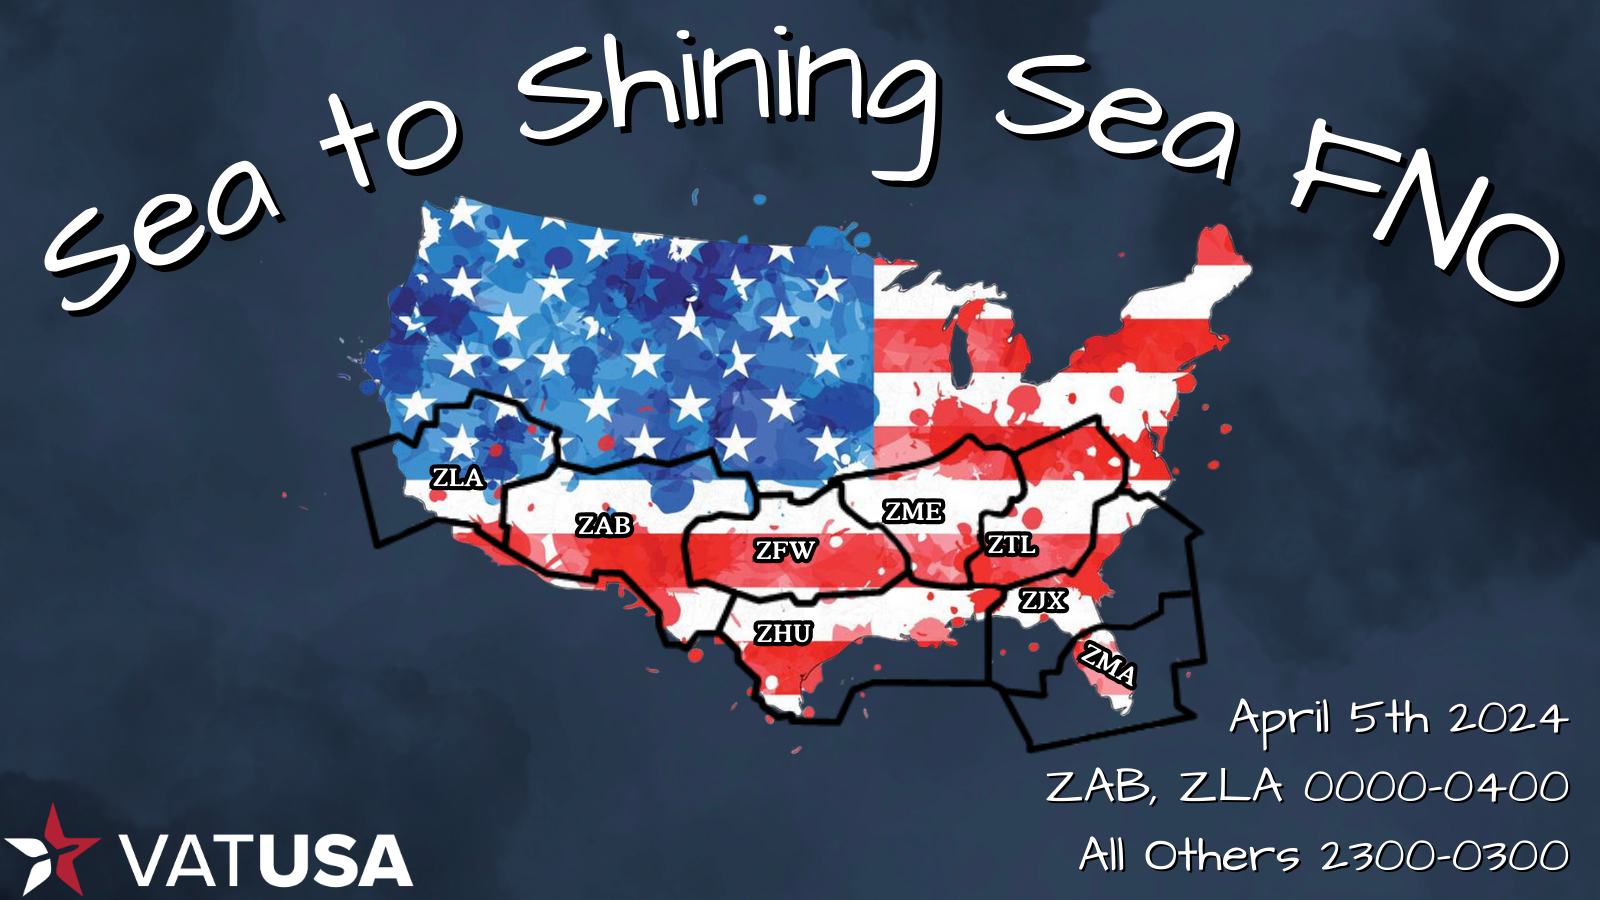 Sea to Shining Sea FNO
ZLA
ZAB
ZFW
ZME
ZTL
ZHU
ZJX
ZMA
April 5th 2024
ZAB, ZLA 0000-0400
All Others 2300-0300
VATUSA